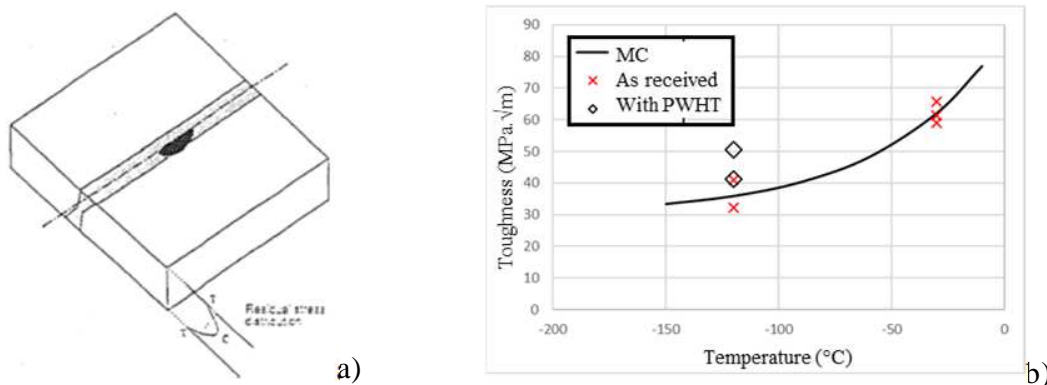 T
Residual stress
distribution
T
C
a)
90
80
70
60
50
40
30
20
10
0
Toughness (MPa.√m)
MC
As received
With PWHT
-200
-150
-100
-50
0
Temperature (°C)
b)